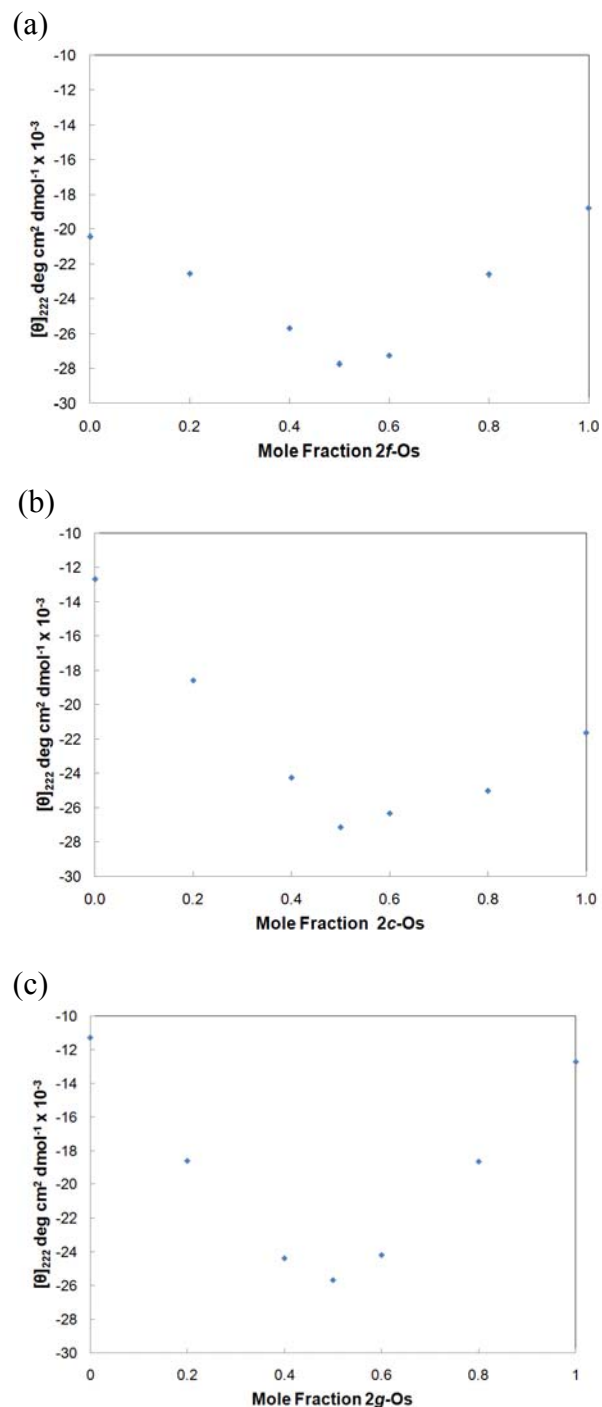 (a)
-10
-12
-14
-16
-18
-20
-22
-24
-26
-28
-30
[θ]222 deg cm2 dmol-1 x 10-3
0.0 0.2 0.4 0.6 0.8 1.0
Mole Fraction 2f-Os
(b)
-10
-12
-14
-16
-18
-20
-22
-24
-26
-28
-30
[θ]222 deg cm2 dmol-1 x 10-3
0.0 0.2 0.4 0.6 0.8 1.0
Mole Fraction 2c-Os
(c)
-10
-12
-14
-16
-18
-20
-22
-24
-26
-28
-30
[θ]222 deg cm2 dmol-1 x 10-3
0 0.2 0.4 0.6 0.8 1
Mole Fraction 2g-Os